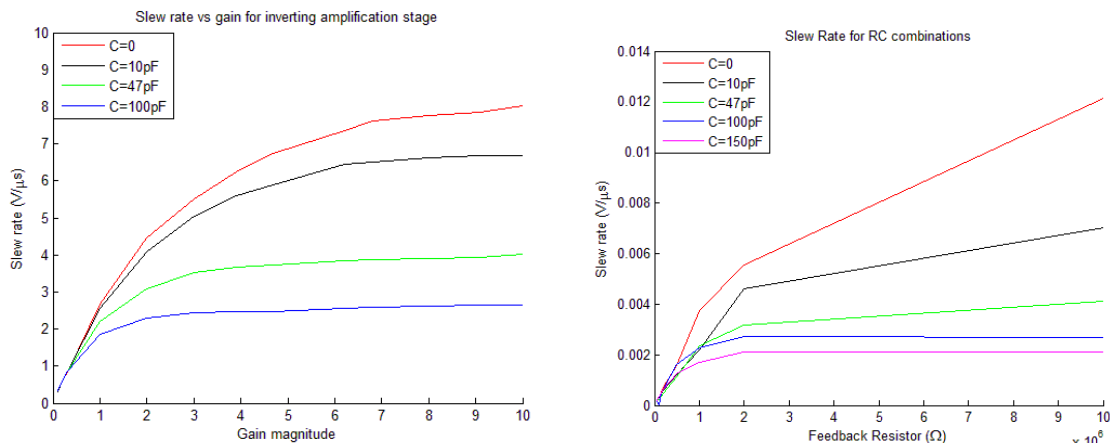 Slew rate vs gain for inverting amplification stage
10
9
8
7
6
5
4
3
2
1
0
Slew rate (V/μs)
C=0
C=10pF
C=47pF
C=100pF
0 1 2 3 4 5 6 7 8 9 10
Gain magnitude
Slew Rate for RC combinations
0.014
0.012
0.01
0.008
0.006
0.004
0.002
0
Slew rate (V/μs)
C=0
C=10pF
C=47pF
C=100pF
C=150pF
0 1 2 3 4 5 6 7 8 9 10
Feedback Resistor (Ω)
x 10^6